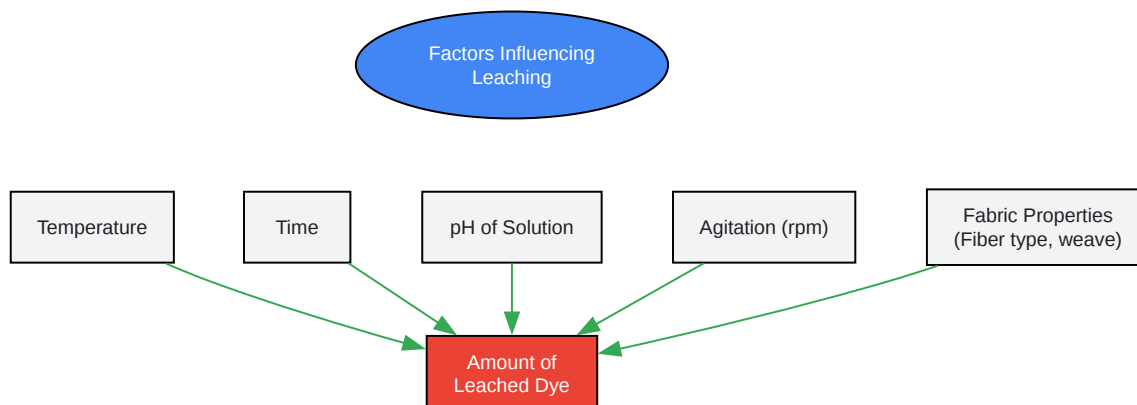 Factors Influencing
Leaching
Temperature
Time
pH of Solution
Agitation (rpm)
Fabric Properties
(Fiber type, weave)
Amount of
Leached Dye